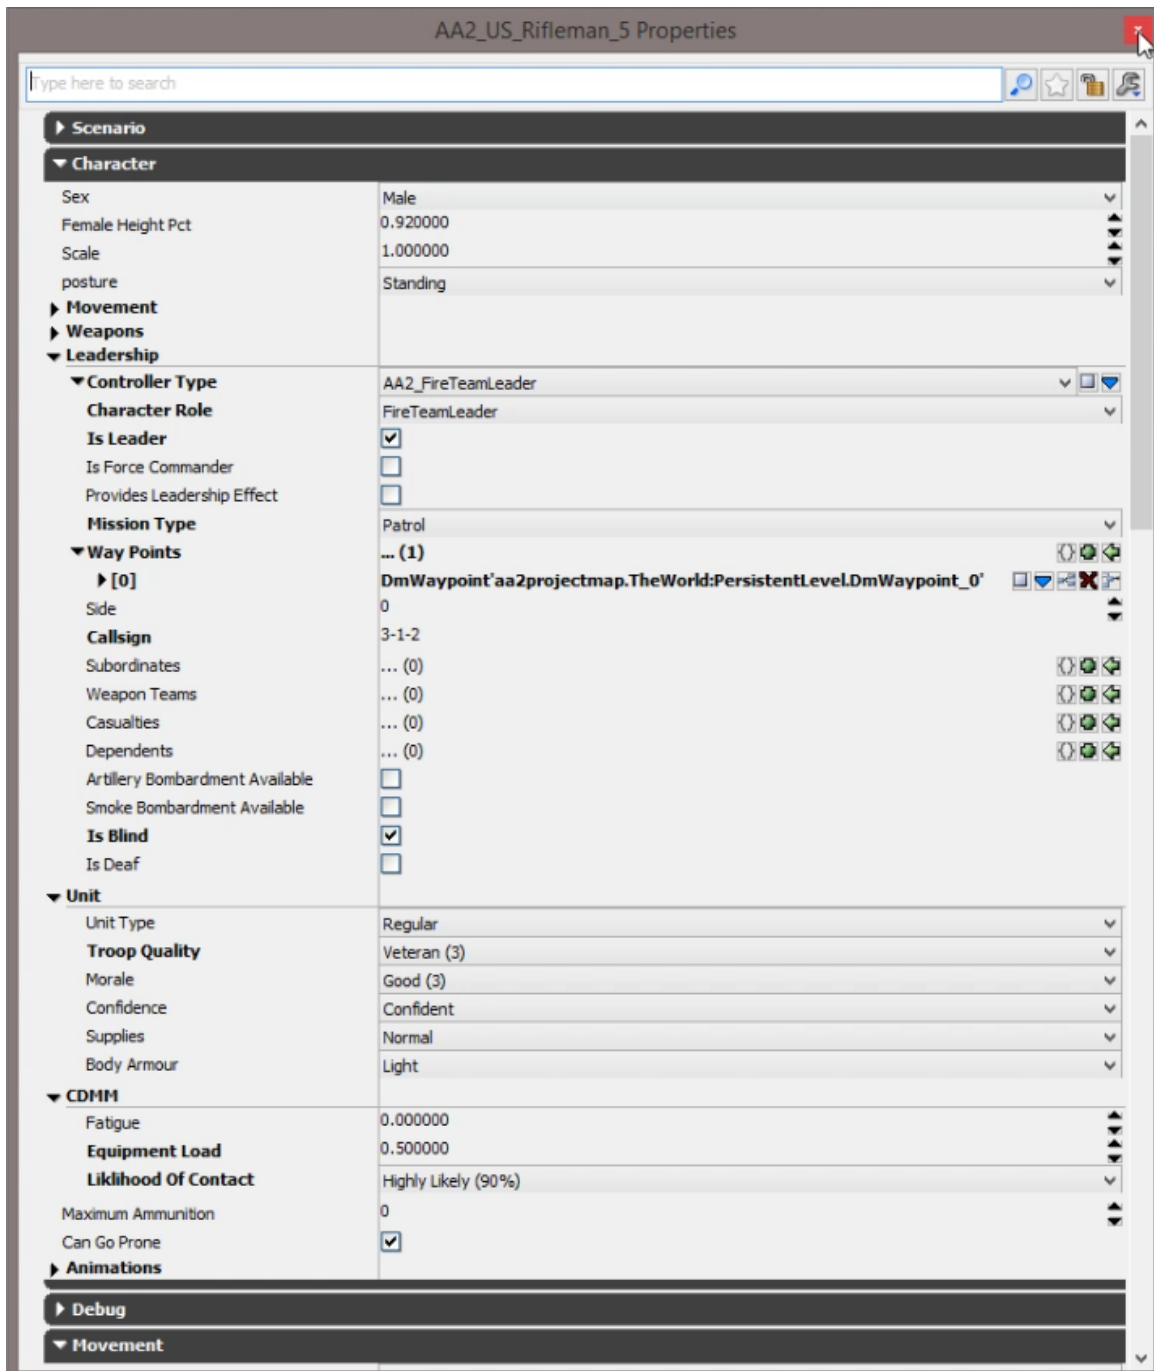 AA2_US_Rifleman_5 Properties
Type here to search
Scenario
Character
Sex Male
Female Height Pct 0.920000
Scale 1.000000
posture Standing
Movement
Weapons
Leadership
Controller Type AA2_FireTeamLeader
Character Role FireTeamLeader
Is Leader
Is Force Commander
Provides Leadership Effect
Mission Type Patrol
Way Points ... (1)
[0] DmWaypoint'aa2projectmap.TheWorld:PersistentLevel.DmWaypoint_0'
Side 0
Callsign 3-1-2
Subordinates ... (0)
Weapon Teams ... (0)
Casualties ... (0)
Dependents ... (0)
Artillery Bombardment Available
Smoke Bombardment Available
Is Blind
Is Deaf
Unit
Unit Type Regular
Troop Quality Veteran (3)
Morale Good (3)
Confidence Confident
Supplies Normal
Body Armour Light
CDMM
Fatigue 0.000000
Equipment Load 0.500000
Liklihood Of Contact Highly Likely (90%)
Maximum Ammunition 0
Can Go Prone
Animations
Debug
Movement